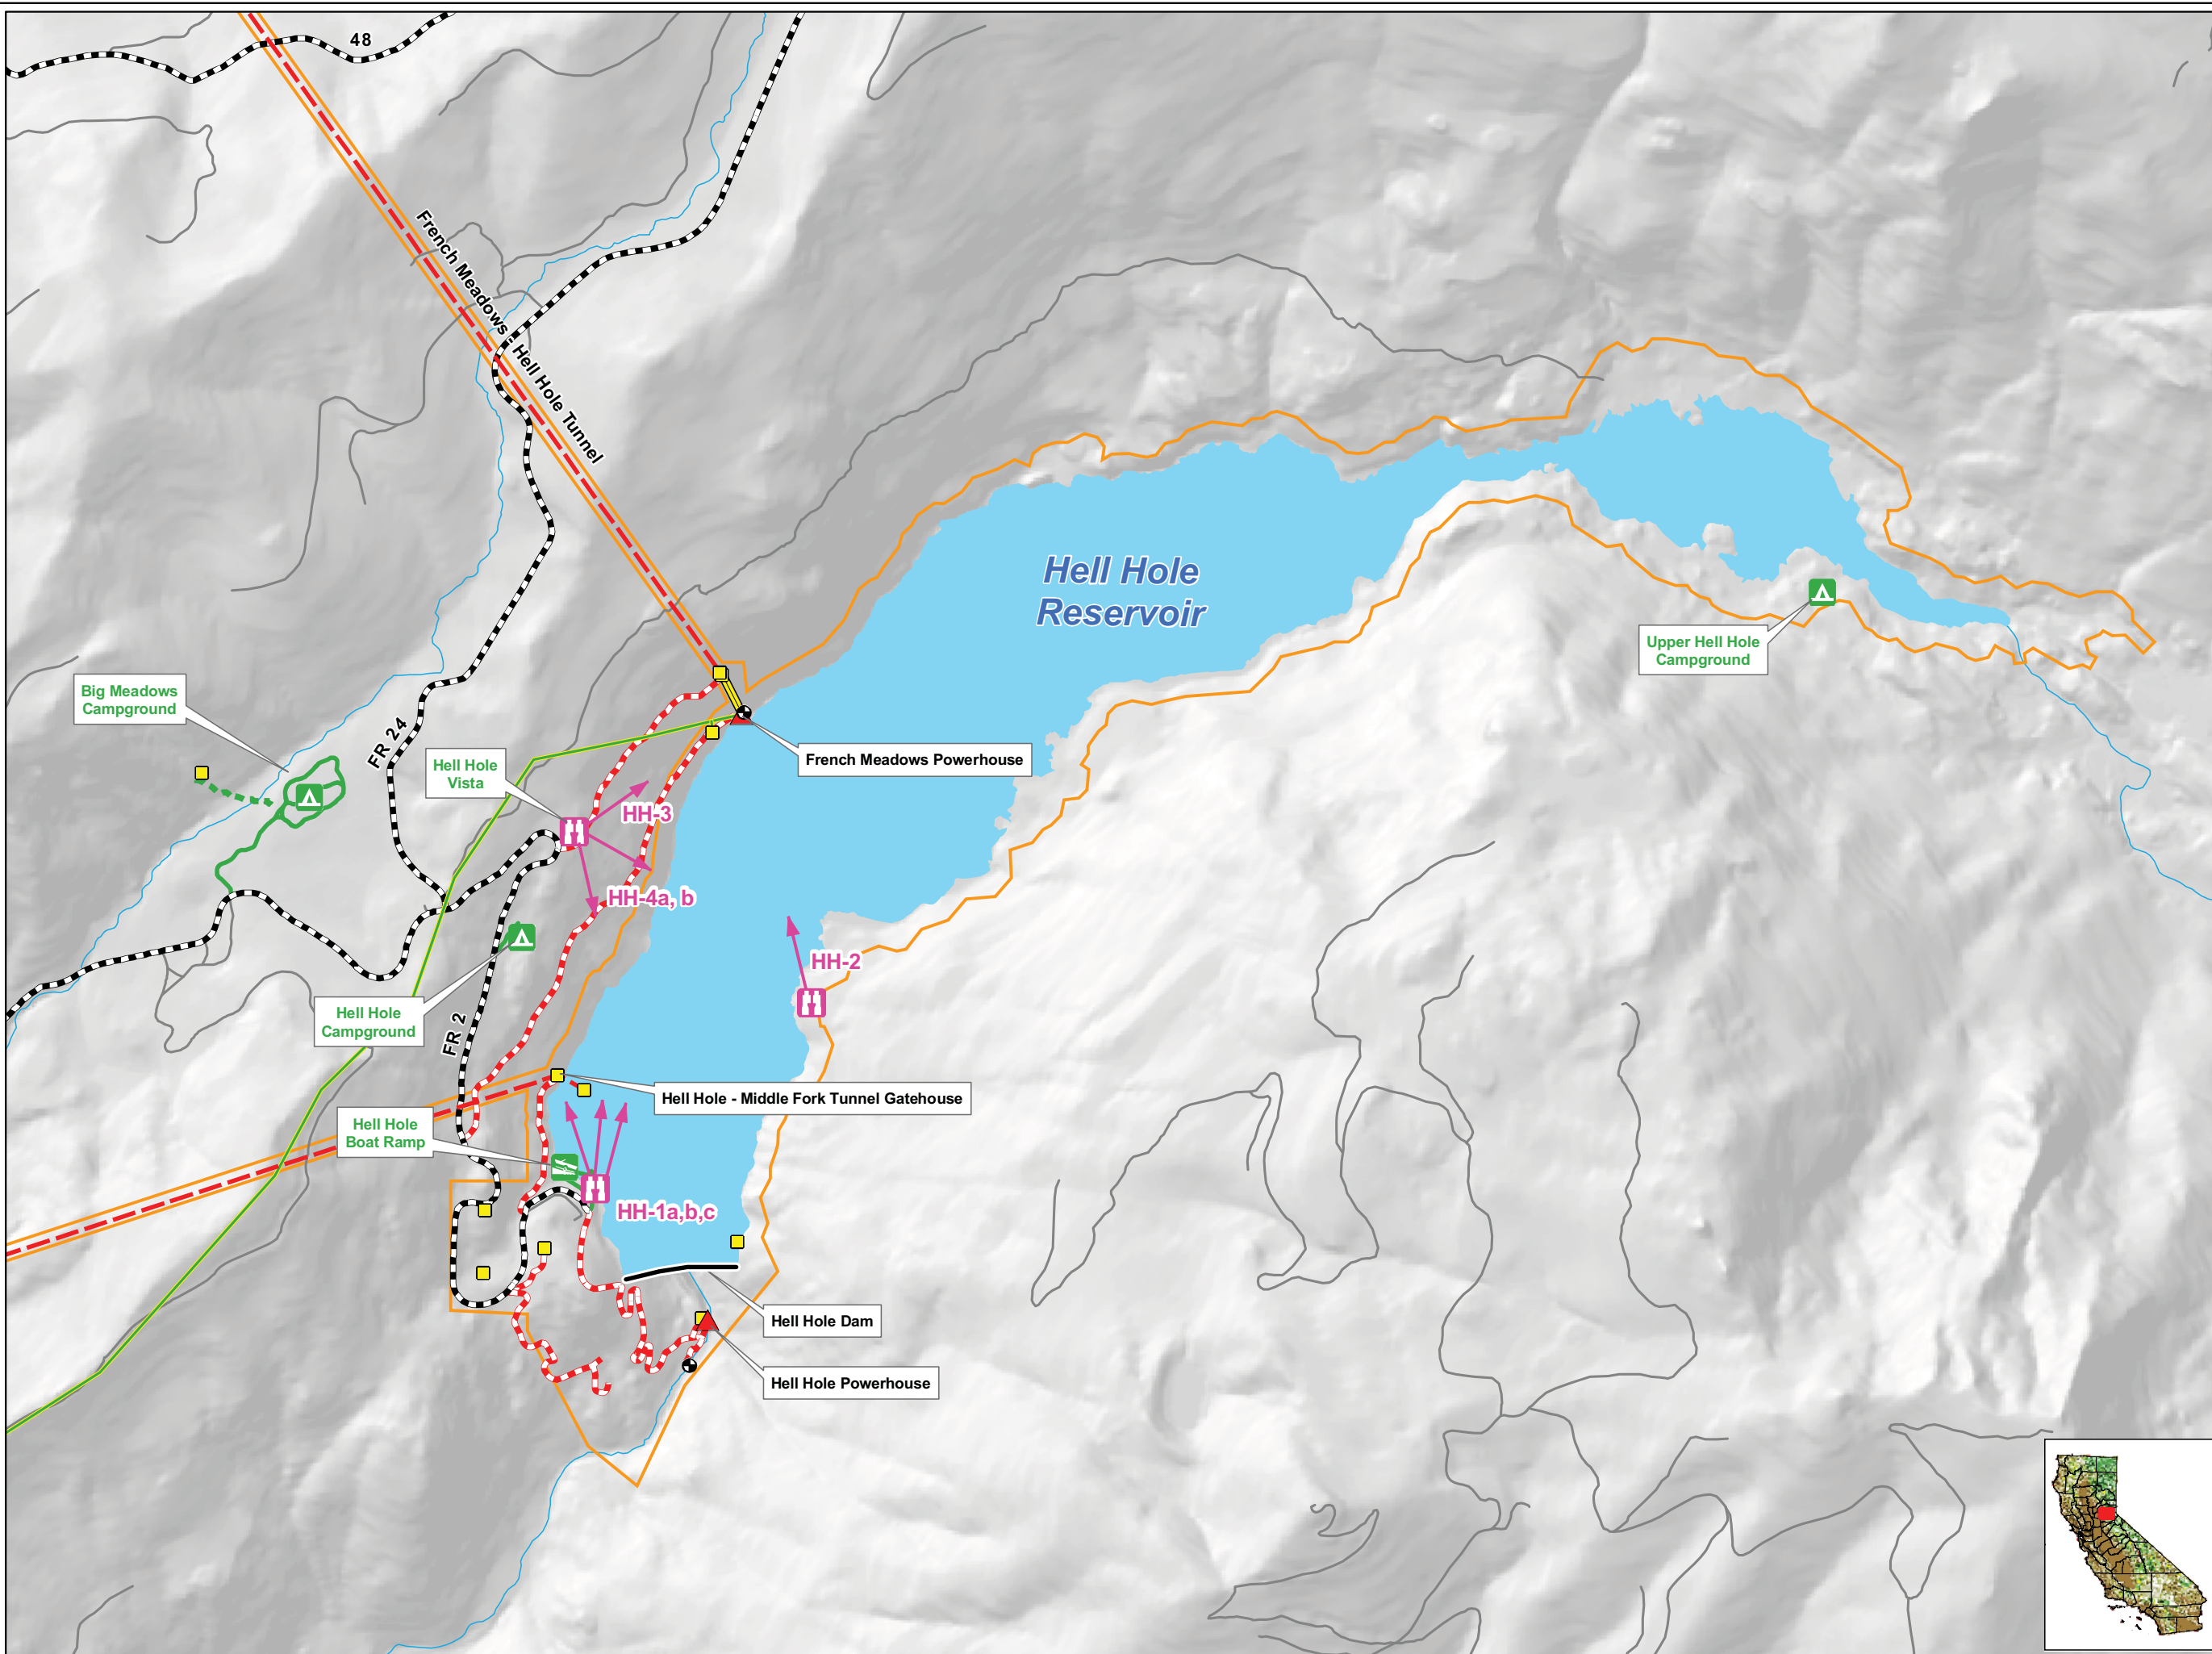 48
French Meadows - Hell Hole Tunnel
Hell Hole
Reservoir
Upper Hell Hole
Campground
Big Meadows
Campground
FR 24
Hell Hole
Vista
French Meadows Powerhouse
HH-3
HH-4a, b
HH-2
Hell Hole
Campground
FR 2
Hell Hole - Middle Fork Tunnel Gatehouse
Hell Hole
Boat Ramp
HH-1a,b,c
Hell Hole Dam
Hell Hole Powerhouse